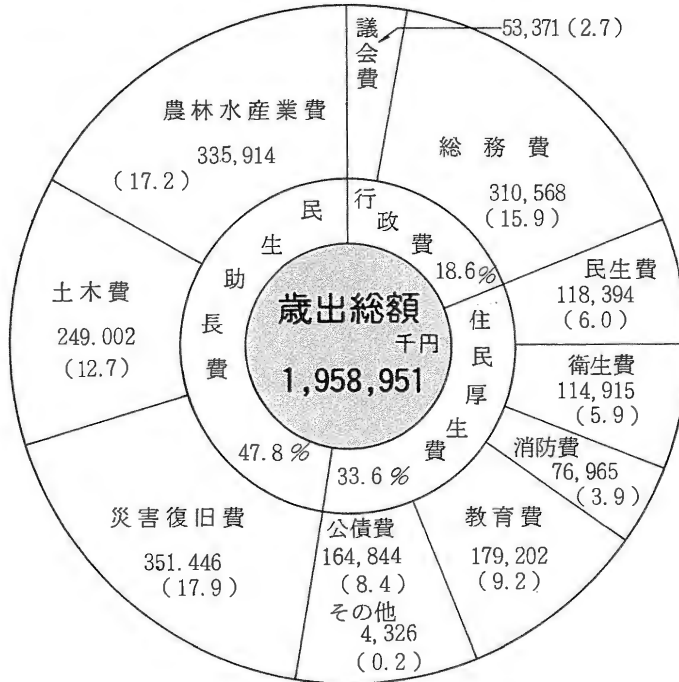 歳出総額
千円
1,958,951
行政費
18.6%
住民厚生費
33.6%
民生助長費
47.8%
議会費
53,371(2.7)
総務費
310,568
(15.9)
民生費
118,394
(6.0)
衛生費
114,915
(5.9)
消防費
76,965
(3.9)
教育費
179,202
(9.2)
公債費
164,844
(8.4)
その他
4,326
(0.2)
災害復旧費
351.446
(17.9)
土木費
249.002
(12.7)
農林水産業費
335,914
(17.2)